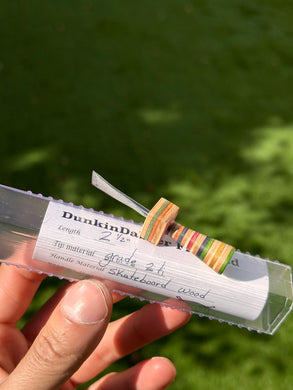 DunkinDa
Length 2 1/2"
Tip material grade 2 ti
Handle Material skateboard wood